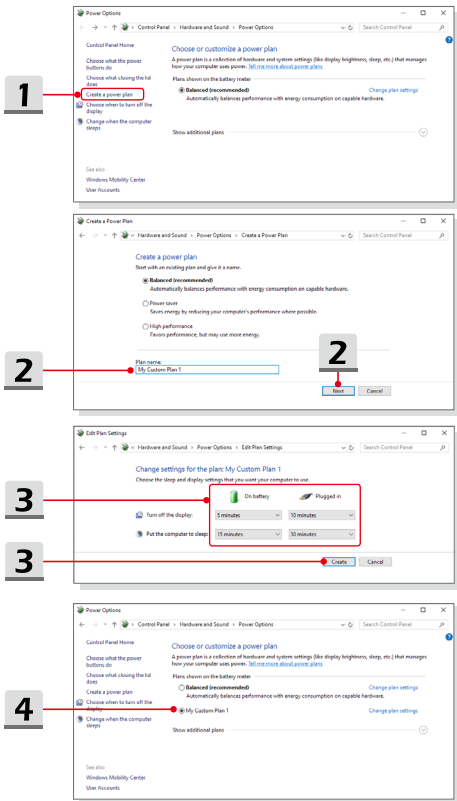 Power Options
Control Panel › Hardware and Sound › Power Options
Search Control Panel
Control Panel Home
Choose what the power
buttons do
Choose what closing the lid
does
Create a power plan
Choose when to turn off the
display
Change when the computer
sleeps
See also
Windows Mobility Center
User Accounts
Choose or customize a power plan
A power plan is a collection of hardware and system settings (like display brightness, sleep, etc.) that manages
how your computer uses power. Tell me more about power plans
Plans shown on the battery meter
Balanced (recommended) Change plan settings
Automatically balances performance with energy consumption on capable hardware.
Show additional plans
1
Create a Power Plan
« Hardware and Sound › Power Options › Create a Power Plan
Search Control Panel
Create a power plan
Start with an existing plan and give it a name.
Balanced (recommended)
Automatically balances performance with energy consumption on capable hardware.
Power saver
Saves energy by reducing your computer's performance where possible.
High performance
Favors performance, but may use more energy.
Plan name:
My Custom Plan 1
2
2
Next Cancel
Edit Plan Settings
« Hardware and Sound › Power Options › Edit Plan Settings
Search Control Panel
Change settings for the plan: My Custom Plan 1
Choose the sleep and display settings that you want your computer to use.
On battery Plugged in
Turn off the display: 5 minutes 10 minutes
Put the computer to sleep: 15 minutes 30 minutes
3
3
Create Cancel
Power Options
Control Panel › Hardware and Sound › Power Options
Search Control Panel
Control Panel Home
Choose what the power
buttons do
Choose what closing the lid
does
Create a power plan
Choose when to turn off the
display
Change when the computer
sleeps
See also
Windows Mobility Center
User Accounts
Choose or customize a power plan
A power plan is a collection of hardware and system settings (like display brightness, sleep, etc.) that manages
how your computer uses power. Tell me more about power plans
Plans shown on the battery meter
Balanced (recommended) Change plan settings
Automatically balances performance with energy consumption on capable hardware.
My Custom Plan 1 Change plan settings
Show additional plans
4